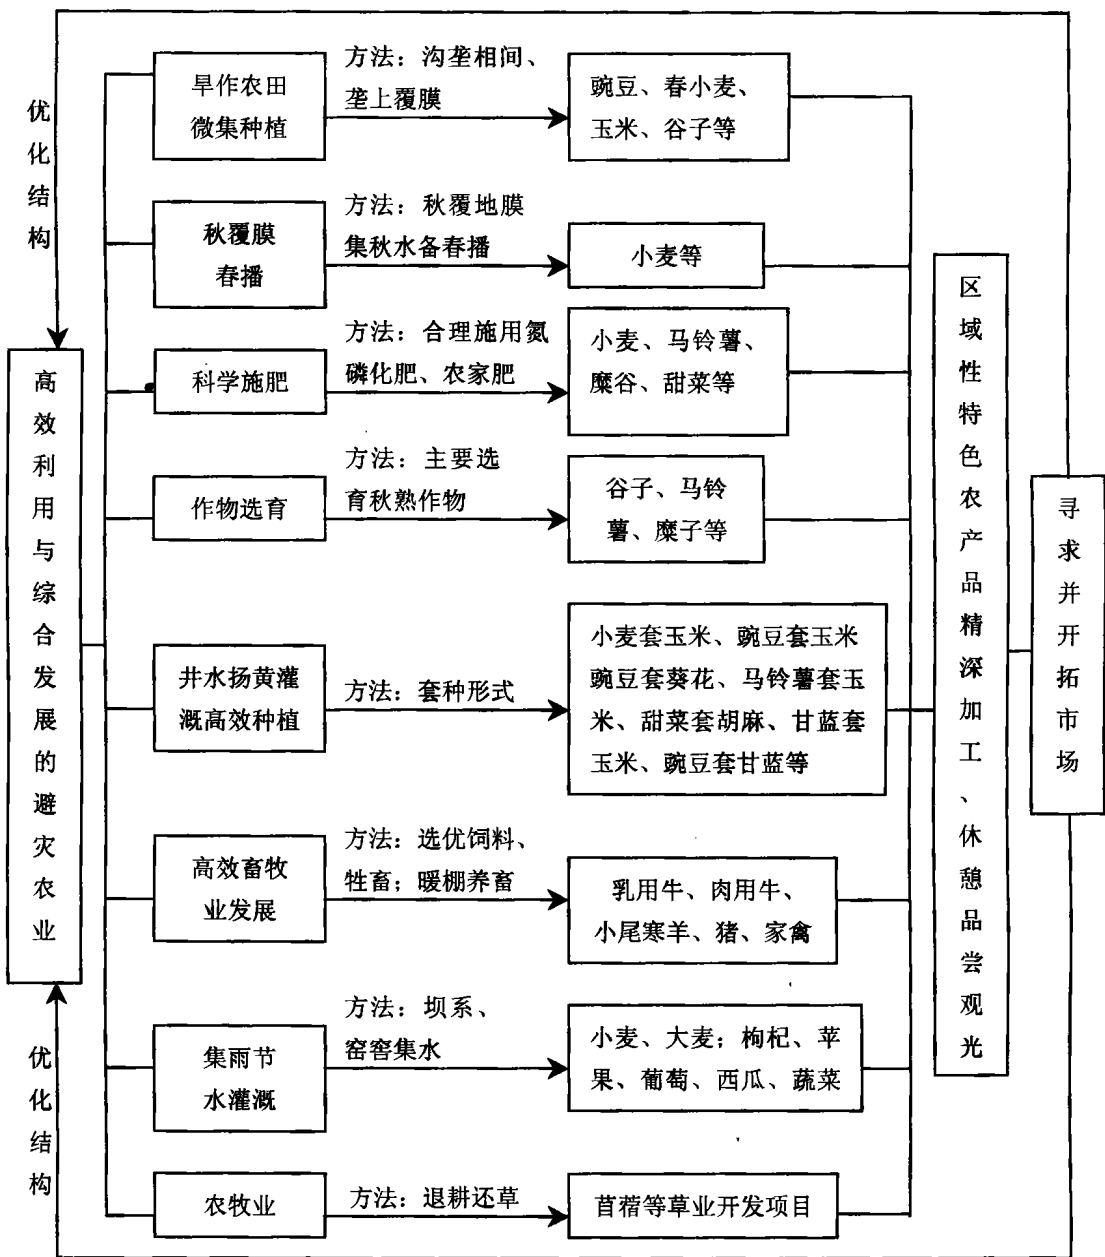 优化结构
高效利用与综合发展的避灾农业
优化结构
旱作农田
微集种植
方法：沟垄相间、
垄上覆膜
豌豆、春小麦、
玉米、谷子等
秋覆膜
春播
方法：秋覆地膜
集秋水备春播
小麦等
科学施肥
方法：合理施用氮
磷化肥、农家肥
小麦、马铃薯、
糜谷、甜菜等
作物选育
方法：主要选
育秋熟作物
谷子、马铃
薯、糜子等
井水扬黄灌
溉高效种植
方法：套种形式
小麦套玉米、豌豆套玉米
豌豆套葵花、马铃薯套玉
米、甜菜套胡麻、甘蓝套
玉米、豌豆套甘蓝等
高效畜牧
业发展
方法：选优饲料、
牲畜；暖棚养畜
乳用牛、肉用牛、
小尾寒羊、猪、家禽
集雨节
水灌溉
方法：坝系、
窑窖集水
小麦、大麦；枸杞、苹
果、葡萄、西瓜、蔬菜
农牧业
方法：退耕还草
苜蓿等草业开发项目
区域性特色农产品精深加工、休憩品尝观光
寻求并开拓市场